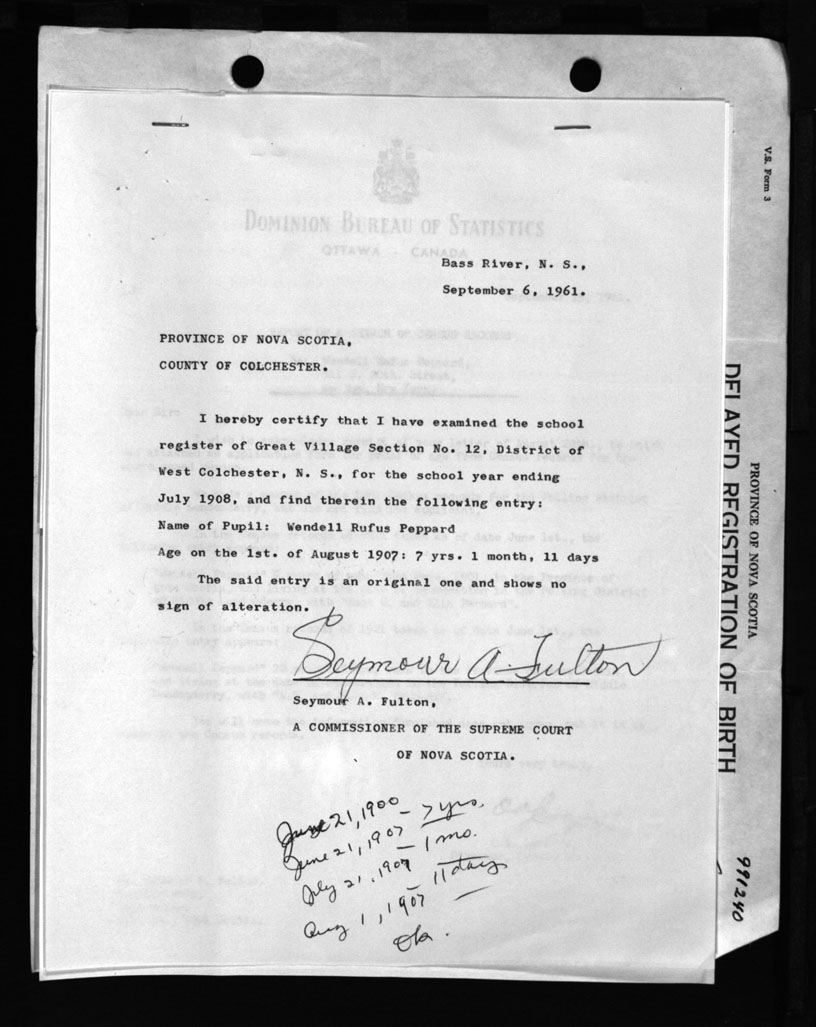 V.S. Form 3
DOMINION BUREAU OF STATISTICS
OTTAWA - CANADA
Bass River, N. S.,
September 6, 1961.
PROVINCE OF NOVA SCOTIA,
COUNTY OF COLCHESTER.
I hereby certify that I have examined the school
register of Great Village Section No. 12, District of
West Colchester, N. S., for the school year ending
July 1908, and find therein the following entry:
Name of Pupil: Wendell Rufus Peppard
Age on the 1st. of August 1907: 7 yrs. 1 month, 11 days
The said entry is an original one and shows no
sign of alteration.
Seymour A. Fulton
Seymour A. Fulton,
A COMMISSIONER OF THE SUPREME COURT
OF NOVA SCOTIA.
June 21, 1900
June 21, 1907 - 7 yrs.
July 21, 1907 - 1 mo.
Aug 1, 1907 - 11 days
Ok.
PROVINCE OF NOVA SCOTIA
DELAYED REGISTRATION OF BIRTH
991240